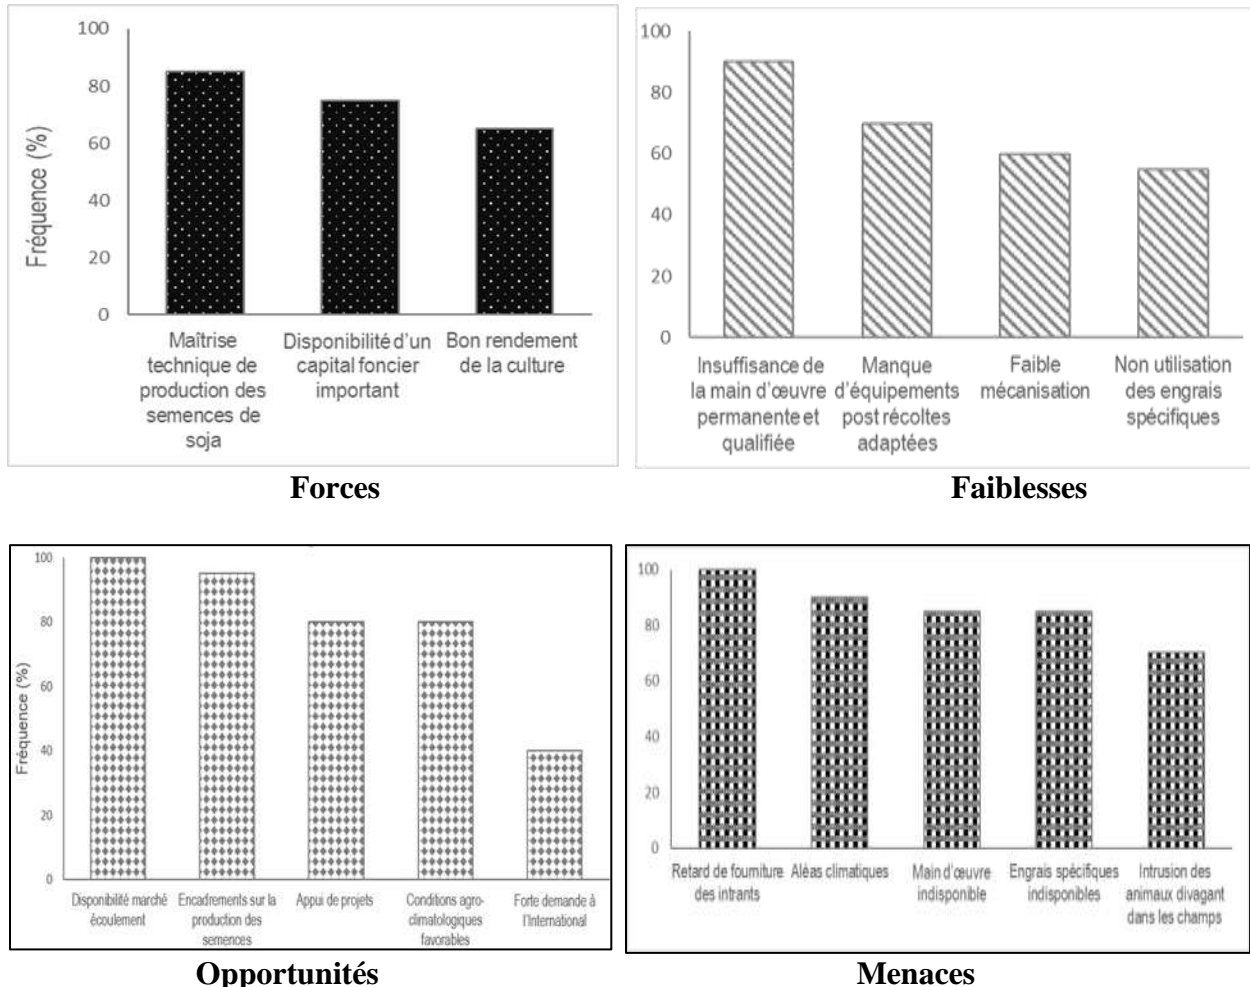 100
80
60
40
20
0
Fréquence (%)
Maîtrise
technique de
production des
semences de
soja
Disponibilité d'un
capital foncier
important
Bon rendement
de la culture
Forces
100
80
60
40
20
0
Insuffisance de
la main d'œuvre
permanente et
qualifiée
Manque
d'équipements
post récoltes
adaptées
Faible
mécanisation
Non utilisation
des engrais
spécifiques
Faiblesses
100
80
60
40
20
0
Fréquence (%)
Disponibilité marché
écoulement
Encadrements sur la
production des
semences
Appui de projets
Conditions agro-
climatologiques
favorables
Forte demande à
l'International
Opportunités
100
80
60
40
20
0
Retard de fourniture
des intrants
Aléas climatiques
Main d'œuvre
indisponible
Engrais spécifiques
indisponibles
Intrusion des
animaux divagant
dans les champs
Menaces